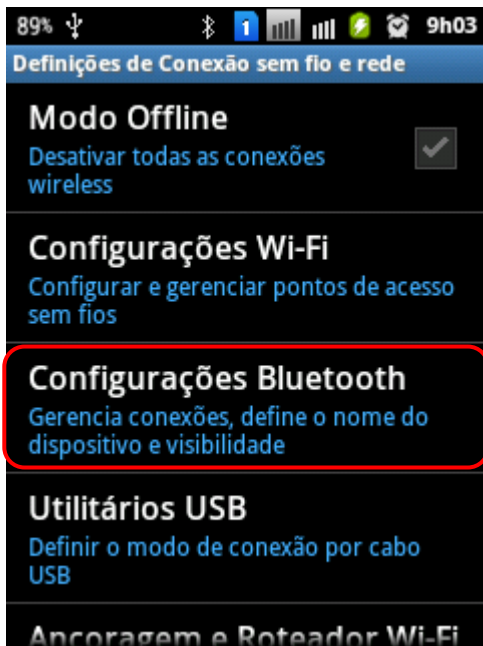 89% 1 9h03
Definições de Conexão sem fio e rede
Modo Offline
Desativar todas as conexões
wireless
Configurações Wi-Fi
Configurar e gerenciar pontos de acesso
sem fios
Configurações Bluetooth
Gerencia conexões, define o nome do
dispositivo e visibilidade
Utilitários USB
Definir o modo de conexão por cabo
USB
Ancoragem e Roteador Wi-Fi